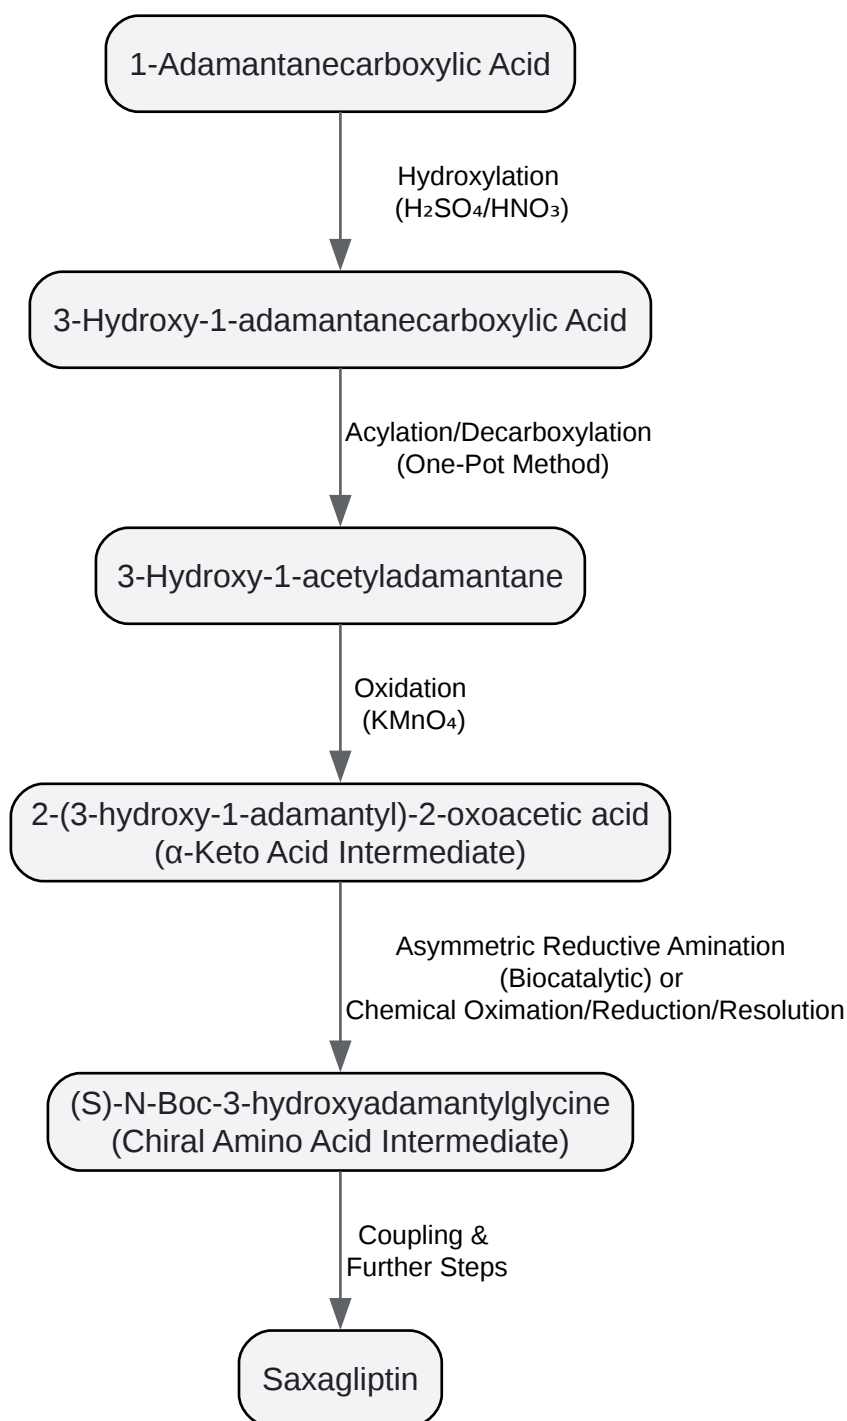 1-Adamantanecarboxylic Acid
Hydroxylation
(H₂SO₄/HNO₃)
3-Hydroxy-1-adamantanecarboxylic Acid
Acylation/Decarboxylation
(One-Pot Method)
3-Hydroxy-1-acetyladamantane
Oxidation
(KMnO₄)
2-(3-hydroxy-1-adamantyl)-2-oxoacetic acid
(α-Keto Acid Intermediate)
Asymmetric Reductive Amination
(Biocatalytic) or
Chemical Oximation/Reduction/Resolution
(S)-N-Boc-3-hydroxyadamantylglycine
(Chiral Amino Acid Intermediate)
Coupling &
Further Steps
Saxagliptin